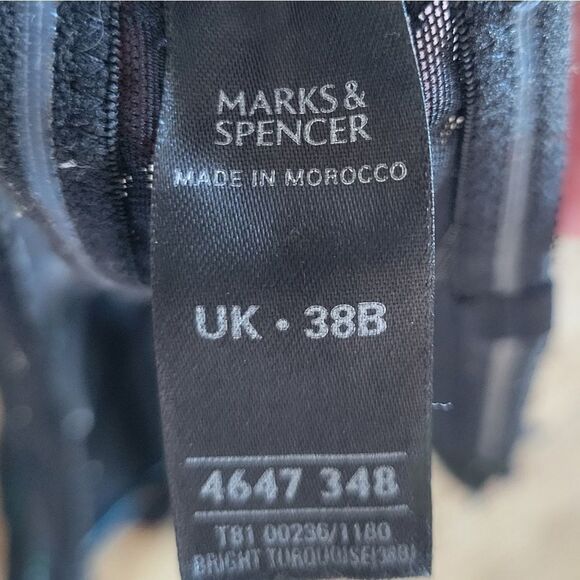 MARKS &
SPENCER
MADE IN MOROCCO
UK • 38B
4647 348
T81 00236/1180
BRIGHT TURQUOISE(38B)